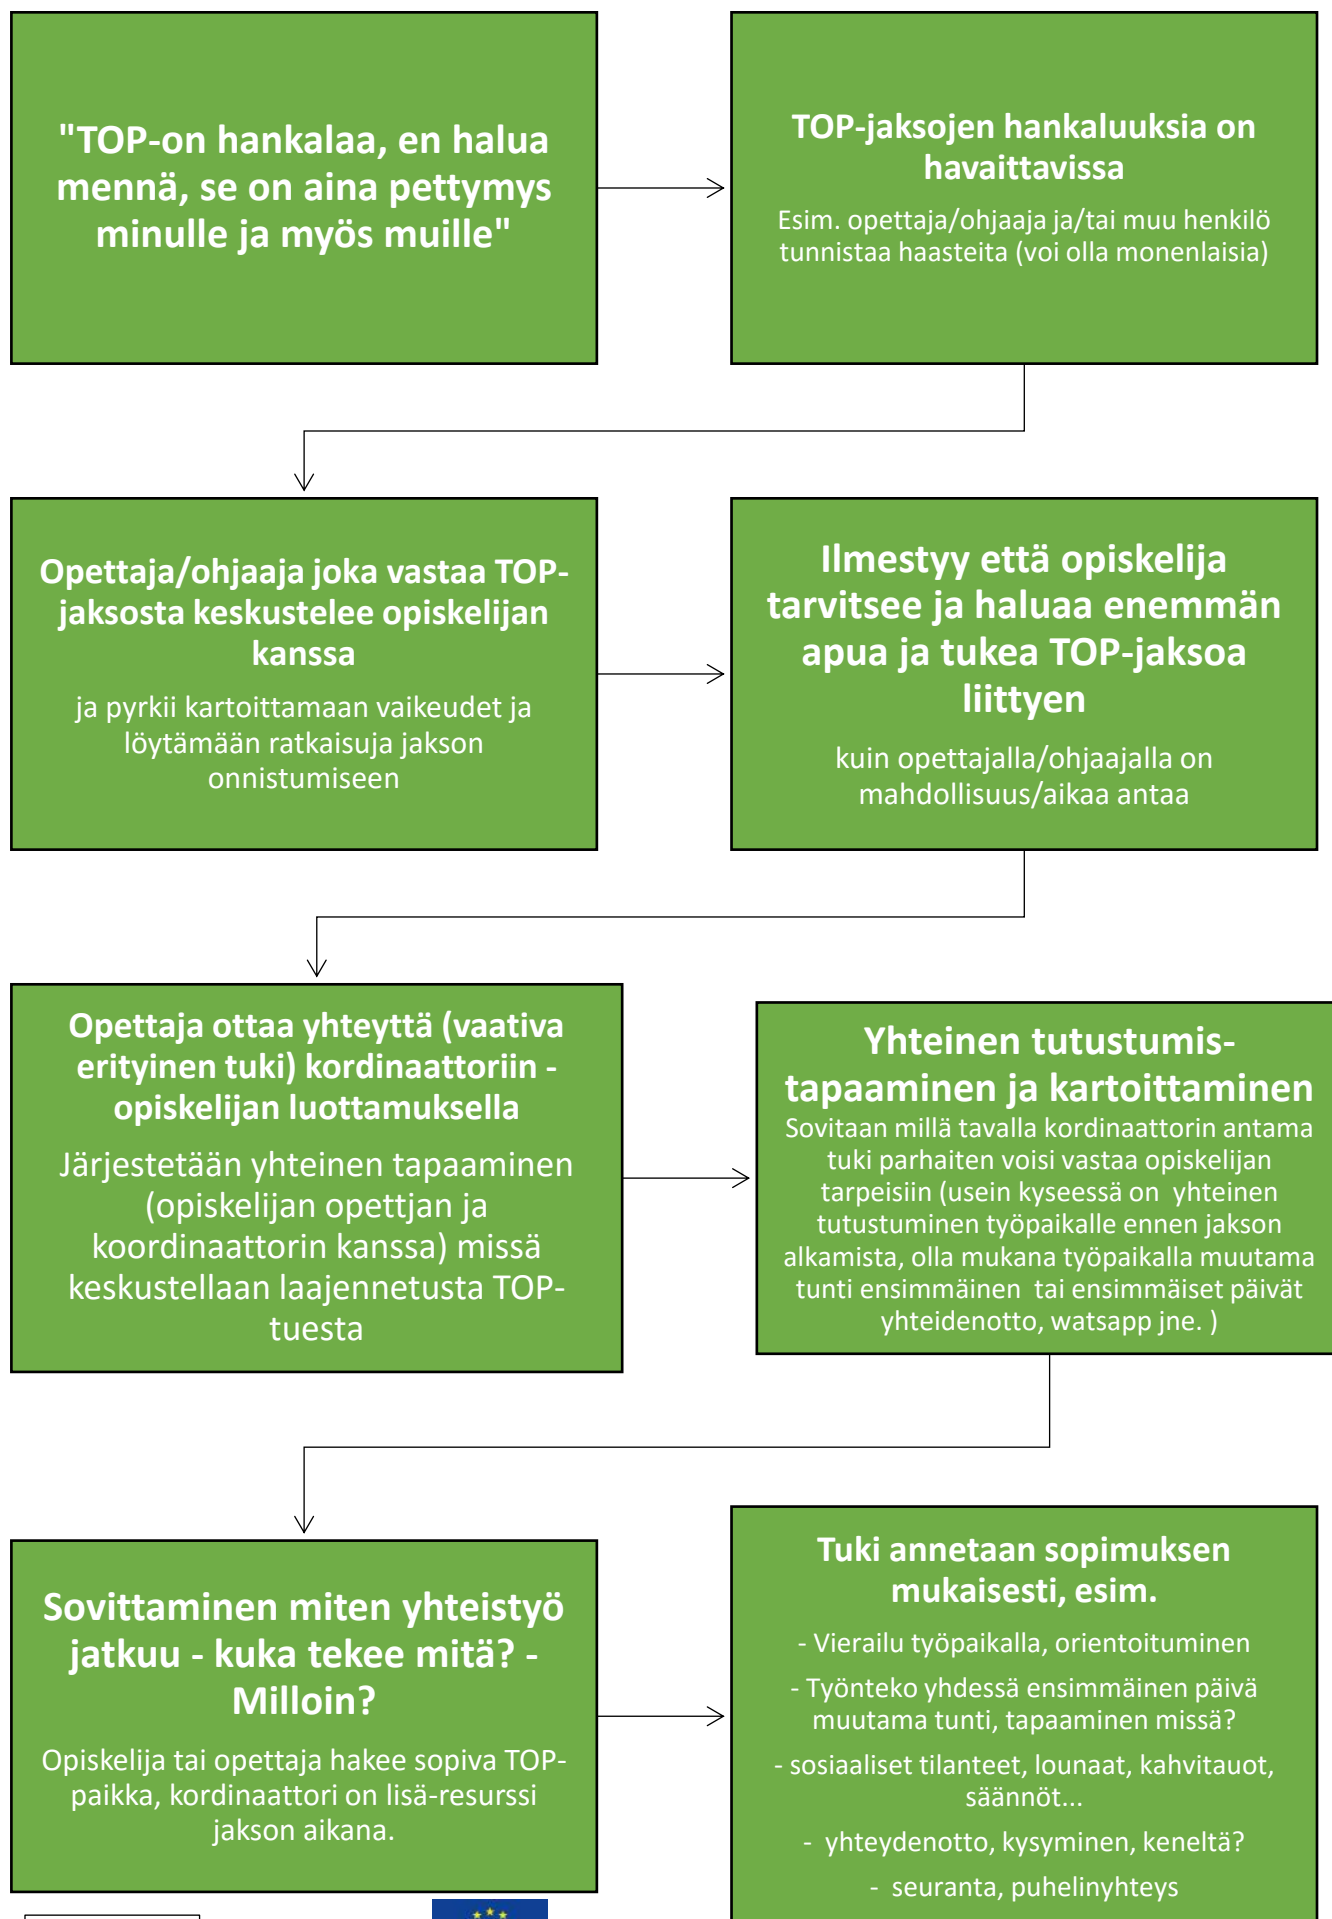 "TOP-on hankalaa, en halua
mennä, se on aina pettymys
minulle ja myös muille"
TOP-jaksojen hankaluuksia on
havaittavissa
Esim. opettaja/ohjaaja ja/tai muu henkilö
tunnistaa haasteita (voi olla monenlaisia)
Opettaja/ohjaaja joka vastaa TOP-
jaksosta keskustelee opiskelijan
kanssa
ja pyrkii kartoittamaan vaikeudet ja
löytämään ratkaisuja jakson
onnistumiseen
Ilmestyy että opiskelija
tarvitsee ja haluaa enemmän
apua ja tukea TOP-jaksoa
liittyen
kuin opettajalla/ohjaajalla on
mahdollisuus/aikaa antaa
Opettaja ottaa yhteyttä (vaativa
erityinen tuki) kordinaattoriin -
opiskelijan luottamuksella
Järjestetään yhteinen tapaaminen
(opiskelijan opettjan ja
koordinaattorin kanssa) missä
keskustellaan laajennetusta TOP-
tuesta
Yhteinen tutustumis-
tapaaminen ja kartoittaminen
Sovitaan millä tavalla kordinaattorin antama
tuki parhaiten voisi vastaa opiskelijan
tarpeisiin (usein kyseessä on  yhteinen
tutustuminen työpaikalle ennen jakson
alkamista, olla mukana työpaikalla muutama
tunti ensimmäinen  tai ensimmäiset päivät
yhteidenotto, watsapp jne. )
Sovittaminen miten yhteistyö
jatkuu - kuka tekee mitä? -
Milloin?
Opiskelija tai opettaja hakee sopiva TOP-
paikka, kordinaattori on lisä-resurssi
jakson aikana.
Tuki annetaan sopimuksen
mukaisesti, esim.
- Vierailu työpaikalla, orientoituminen
- Työnteko yhdessä ensimmäinen päivä
muutama tunti, tapaaminen missä?
- sosiaaliset tilanteet, lounaat, kahvitauot,
säännöt...
-  yhteydenotto, kysyminen, keneltä?
-  seuranta, puhelinyhteys